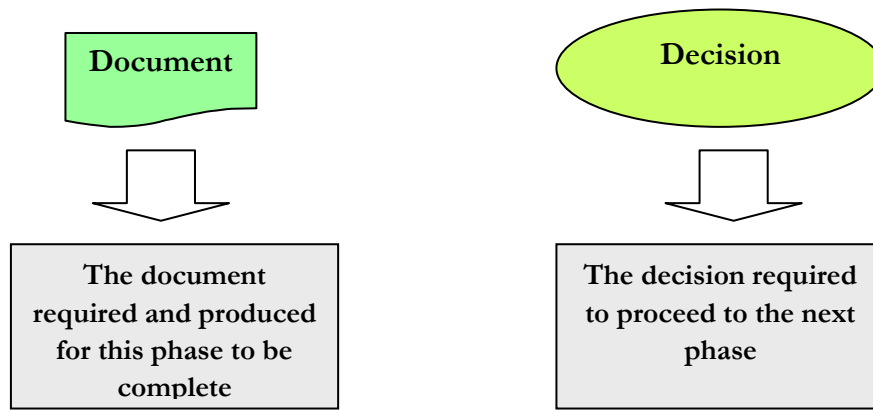 Document
Decision
The document
required and produced
for this phase to be
complete
The decision required
to proceed to the next
phase